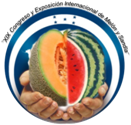 "XIX Congreso y Exposición Internacional de Melón y Sandía"